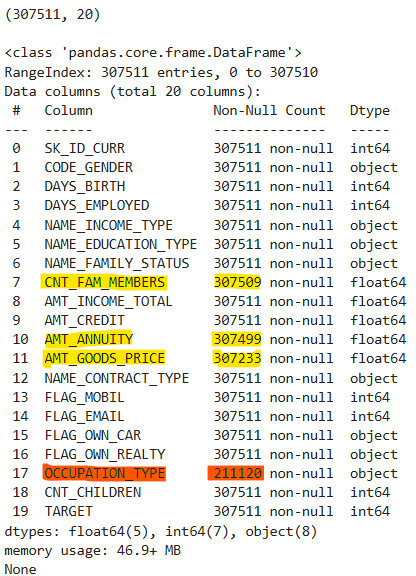 (307511, 20)
<class 'pandas.core.frame.DataFrame'>
RangeIndex: 307511 entries, 0 to 307510
Data columns (total 20 columns):
 #   Column               Non-Null Count   Dtype
---  ------               --------------   -----
 0   SK_ID_CURR           307511 non-null  int64
 1   CODE_GENDER          307511 non-null  object
 2   DAYS_BIRTH           307511 non-null  int64
 3   DAYS_EMPLOYED        307511 non-null  int64
 4   NAME_INCOME_TYPE     307511 non-null  object
 5   NAME_EDUCATION_TYPE  307511 non-null  object
 6   NAME_FAMILY_STATUS   307511 non-null  object
 7   CNT_FAM_MEMBERS      307509 non-null  float64
 8   AMT_INCOME_TOTAL     307511 non-null  float64
 9   AMT_CREDIT           307511 non-null  float64
 10  AMT_ANNUITY          307499 non-null  float64
 11  AMT_GOODS_PRICE      307233 non-null  float64
 12  NAME_CONTRACT_TYPE   307511 non-null  object
 13  FLAG_MOBIL           307511 non-null  int64
 14  FLAG_EMAIL           307511 non-null  int64
 15  FLAG_OWN_CAR         307511 non-null  object
 16  FLAG_OWN_REALTY      307511 non-null  object
 17  OCCUPATION_TYPE      211120 non-null  object
 18  CNT_CHILDREN         307511 non-null  int64
 19  TARGET               307511 non-null  int64
dtypes: float64(5), int64(7), object(8)
memory usage: 46.9+ MB
None